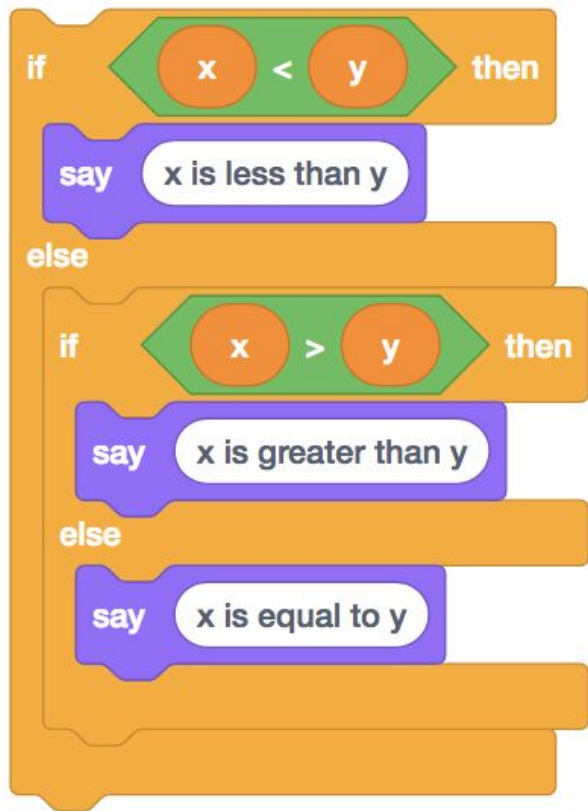 if x < y then
say x is less than y
else
if x > y then
say x is greater than y
else
say x is equal to y